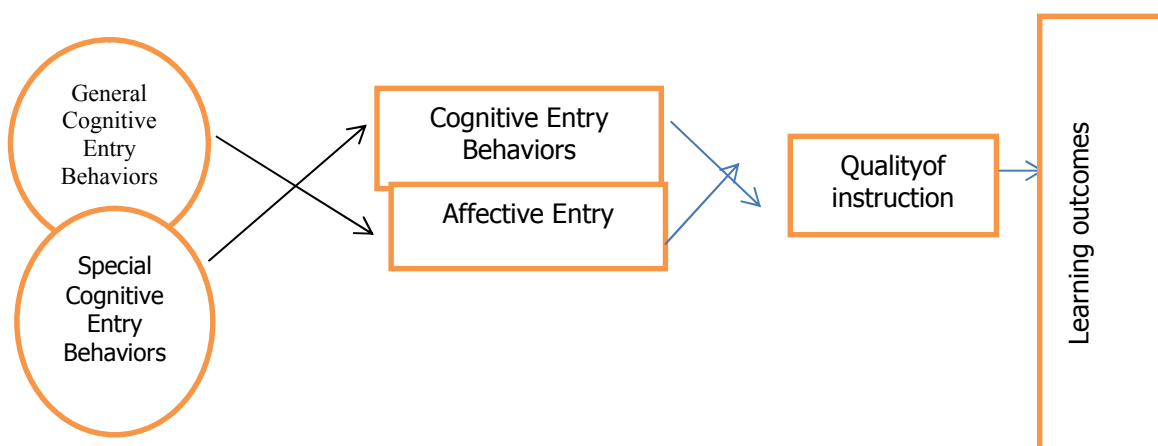 General
Cognitive
Entry
Behaviors
Special
Cognitive
Entry
Behaviors
Cognitive Entry
Behaviors
Affective Entry
Qualityof
instruction
Learning outcomes